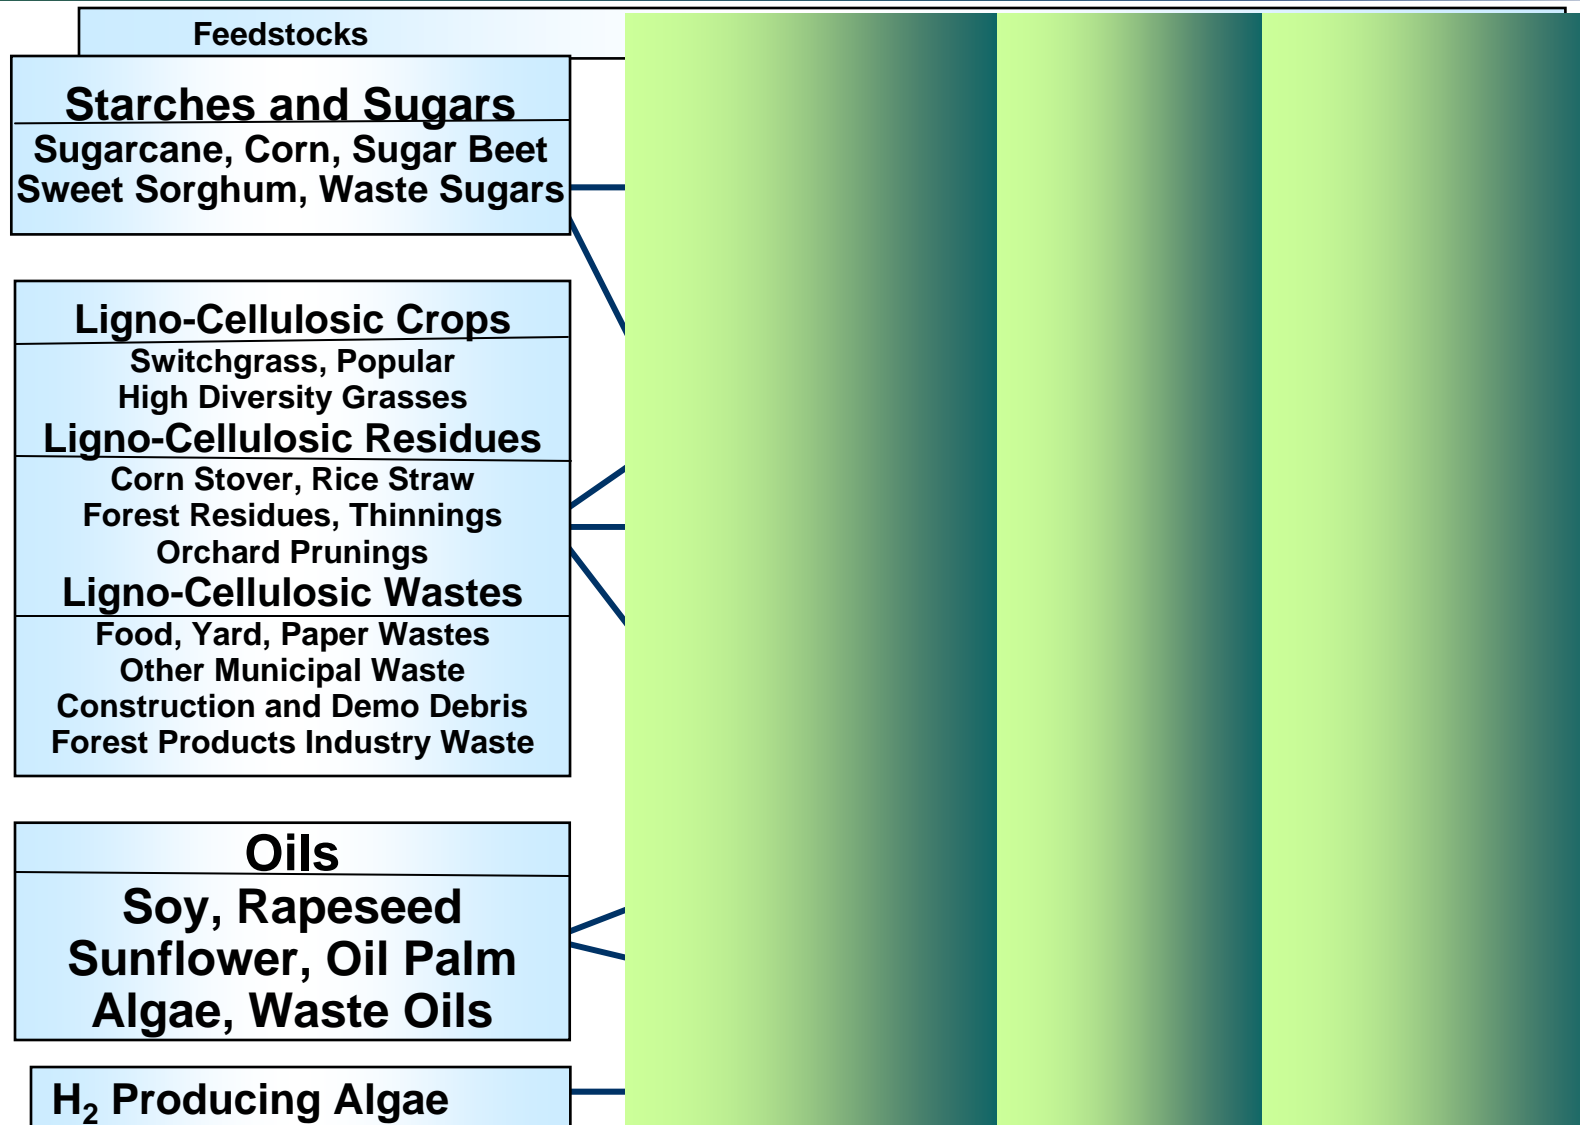 Feedstocks
Starches and Sugars
Sugarcane, Corn, Sugar Beet
Sweet Sorghum, Waste Sugars
Ligno-Cellulosic Crops
Switchgrass, Popular
High Diversity Grasses
Ligno-Cellulosic Residues
Corn Stover, Rice Straw
Forest Residues, Thinnings
Orchard Prunings
Ligno-Cellulosic Wastes
Food, Yard, Paper Wastes
Other Municipal Waste
Construction and Demo Debris
Forest Products Industry Waste
Oils
Soy, Rapeseed
Sunflower, Oil Palm
Algae, Waste Oils
H₂ Producing Algae